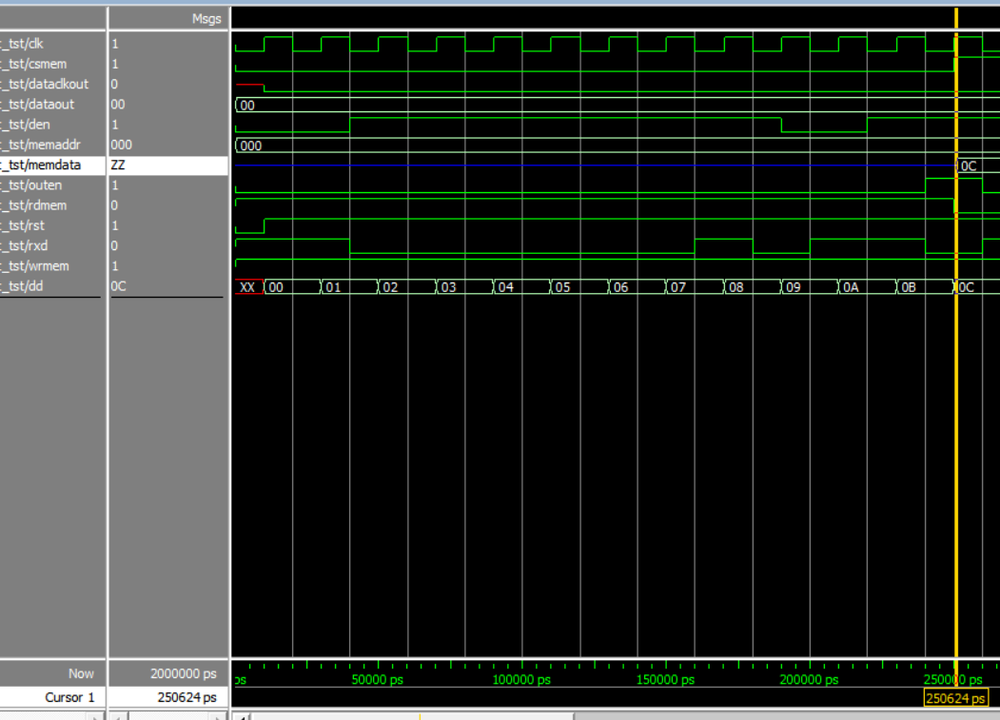 Msgs
:_tst/clk 1
:_tst/csmem 1
:_tst/dataclkout 0
:_tst/dataout 00 00
:_tst/den 1
:_tst/memaddr 000 000
:_tst/memdata ZZ 0C
:_tst/outen 1
:_tst/rdmem 0
:_tst/rst 1
:_tst/rxd 0
:_tst/wrmem 1
:_tst/dd 0C XX 00 01 02 03 04 05 06 07 08 09 0A 0B 0C
Now 2000000 ps ps 50000 ps 100000 ps 150000 ps 200000 ps 250000 ps
Cursor 1 250624 ps 250624 ps